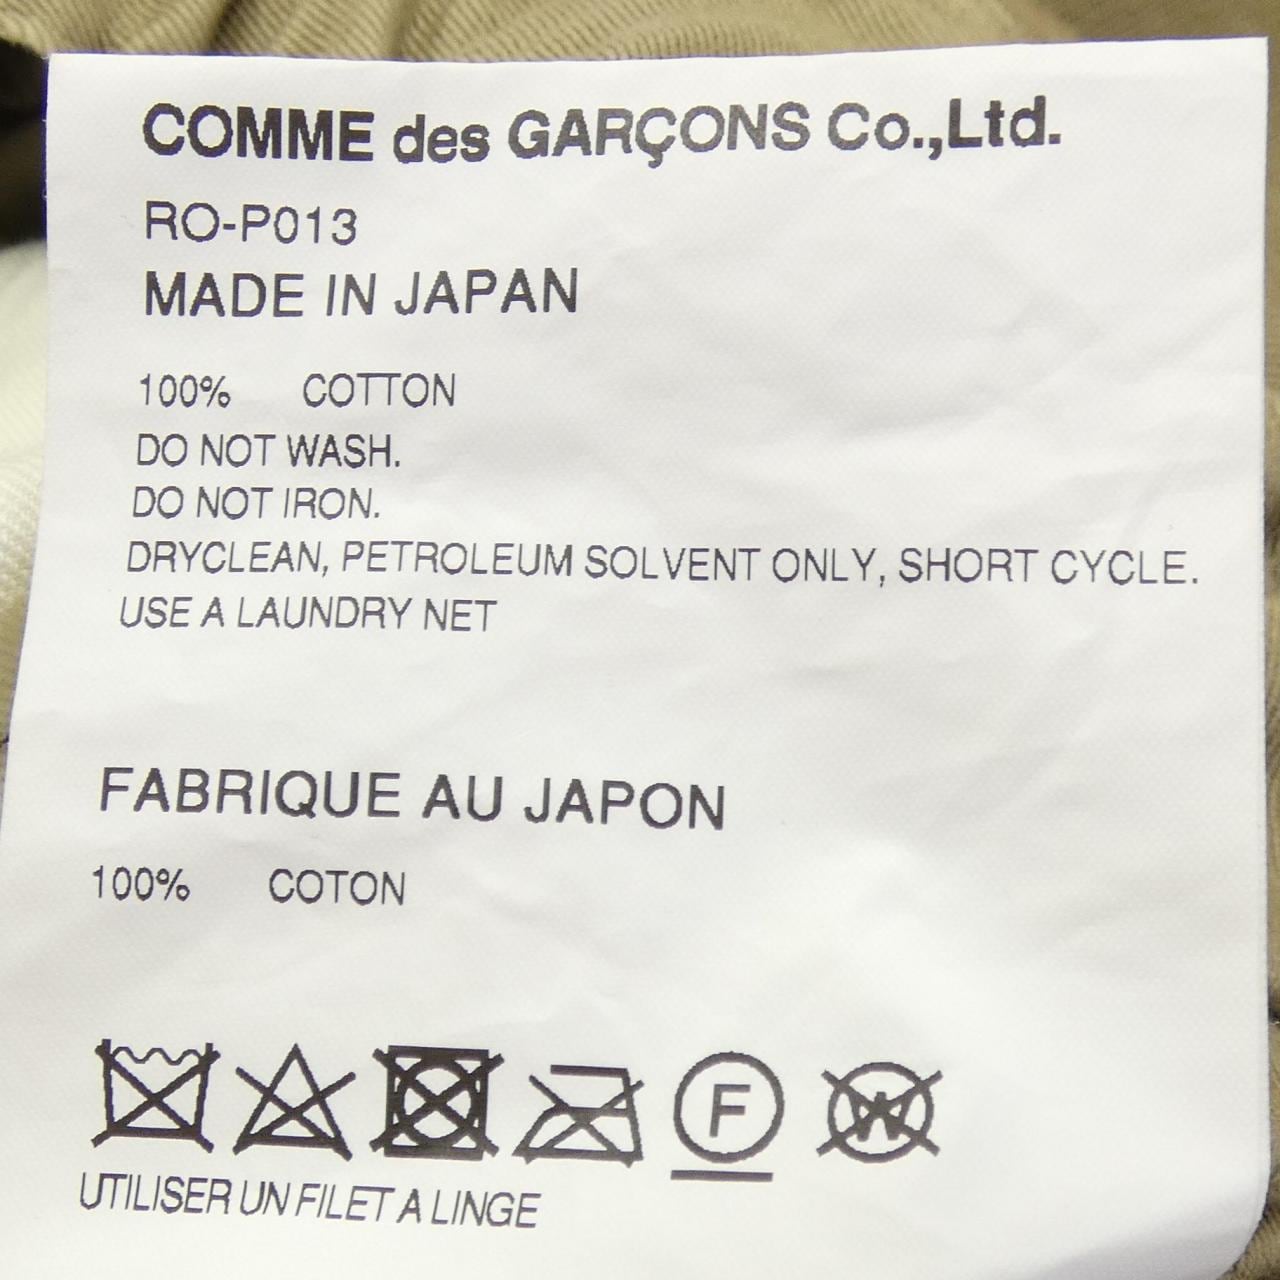 COMME des GARÇONS Co.,Ltd.
RO-P013
MADE IN JAPAN
100% COTTON
DO NOT WASH.
DO NOT IRON.
DRYCLEAN, PETROLEUM SOLVENT ONLY, SHORT CYCLE.
USE A LAUNDRY NET
FABRIQUE AU JAPON
100% COTON
F W
UTILISER UN FILET A LINGE